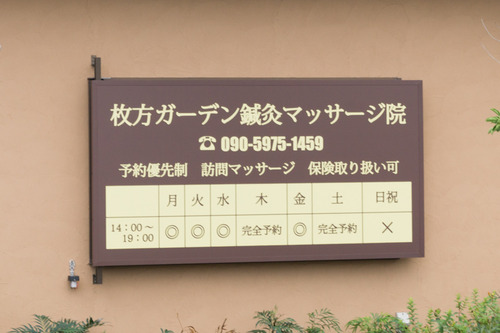 枚方ガーデン鍼灸マッサージ院
☎ 090-5975-1459
予約優先制 訪問マッサージ 保険取り扱い可
月 火 水 木 金 土 日祝
14:00～19:00 ◎ ◎ ◎ 完全予約 ◎ 完全予約 ×